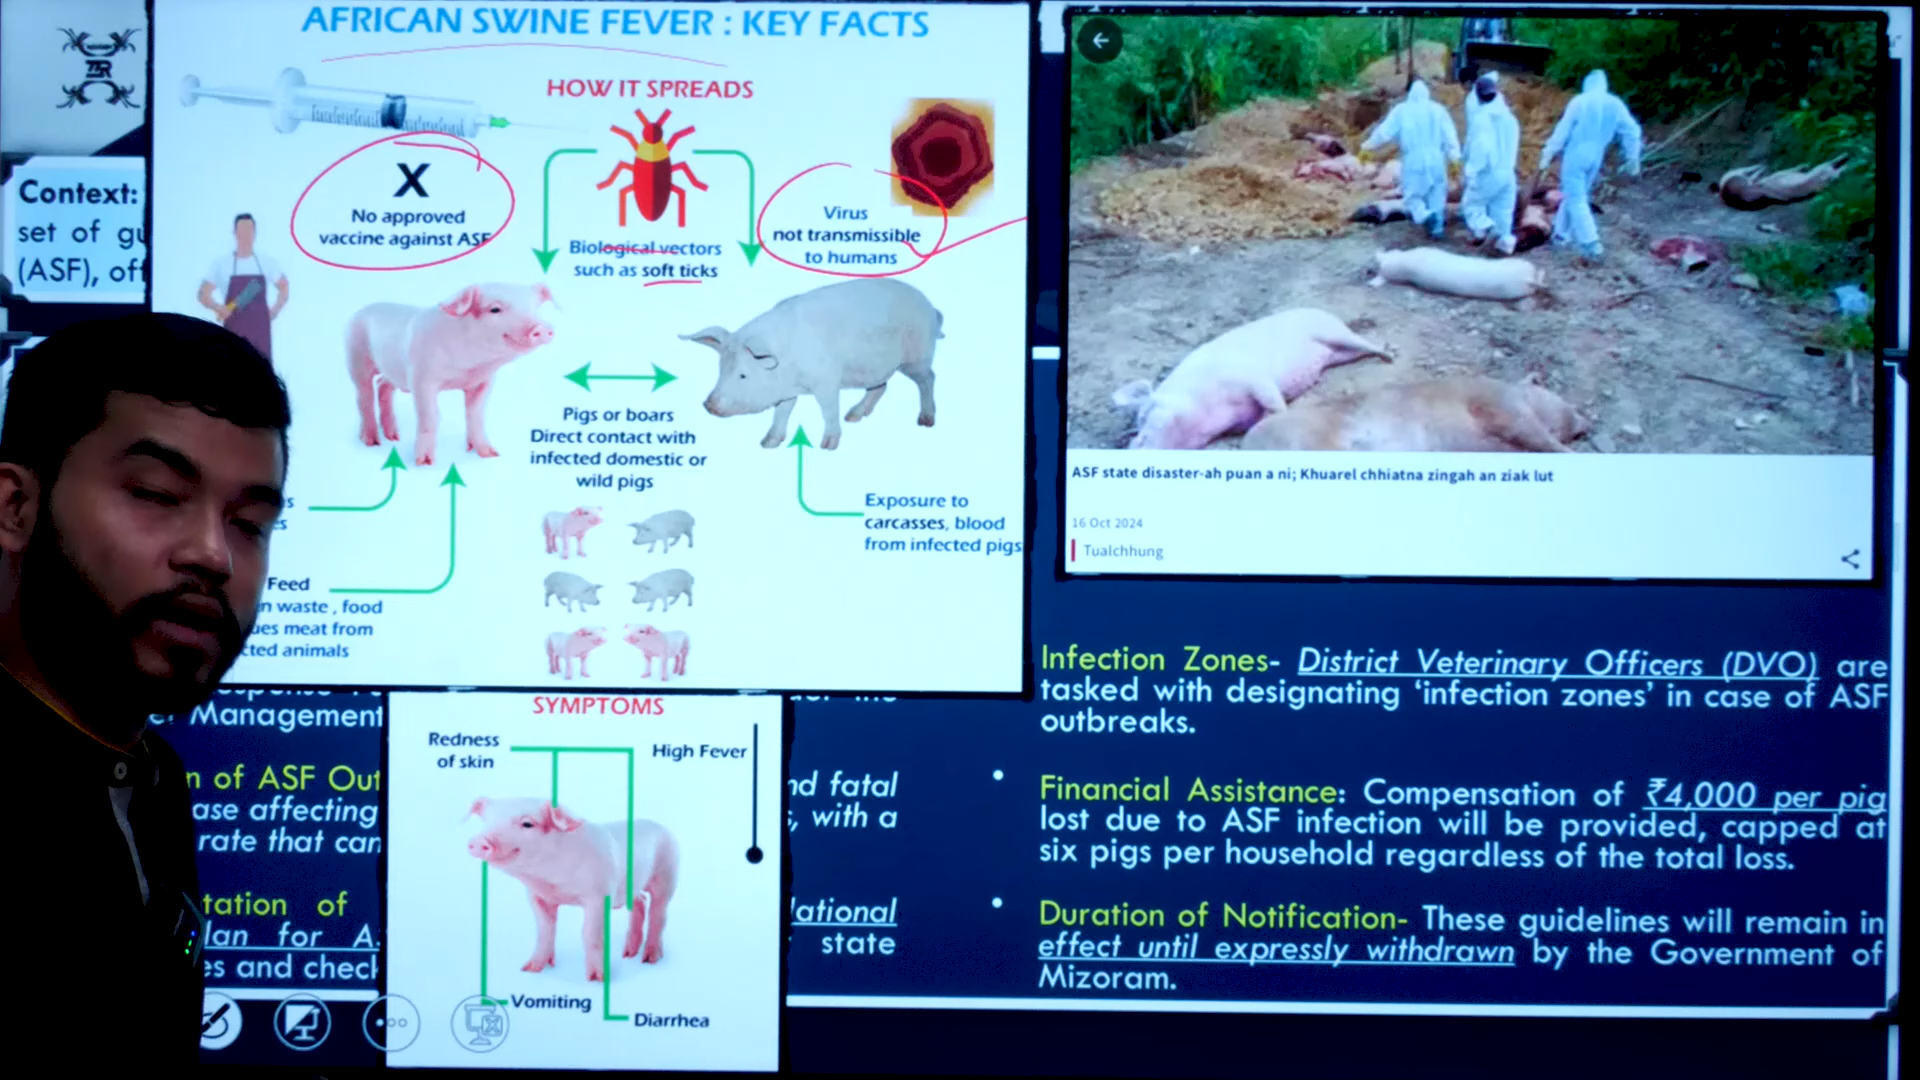 AFRICAN SWINE FEVER : KEY FACTS
HOW IT SPREADS
X
No approved
vaccine against ASF
Biological vectors
such as soft ticks
Virus
not transmissible
to humans
Pigs or boars
Direct contact with
infected domestic or
wild pigs
Exposure to
carcasses, blood
from infected pigs
Feed
waste, food
meat from
animals
Context:
set of
(ASF),
ASF state disaster-ah puan a ni; Khuarel chhiatna zingah an ziak lut
16 Oct 2024
Tualchhung
Management
of ASF
affecting
rate that
of
for
and
SYMPTOMS
Redness
of skin
High Fever
Vomiting
Diarrhea
fatal
with a
state
Infection Zones- District Veterinary Officers (DVO) are
tasked with designating ‘infection zones’ in case of ASF
outbreaks.
• Financial Assistance: Compensation of ₹4,000 per pig
lost due to ASF infection will be provided, capped at
six pigs per household regardless of the total loss.
• Duration of Notification- These guidelines will remain in
effect until expressly withdrawn by the Government of
Mizoram.